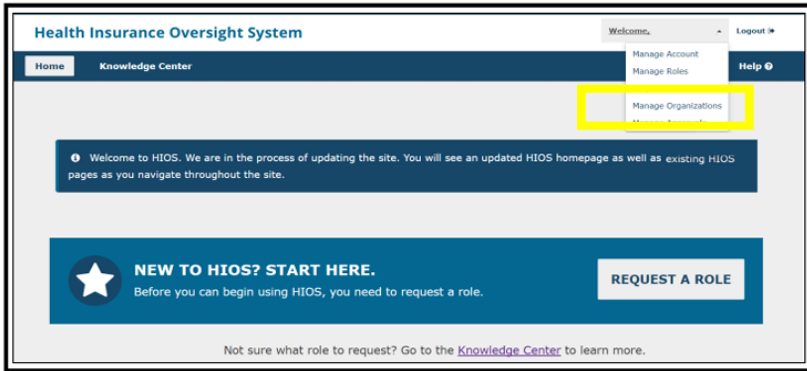 Health Insurance Oversight System
Welcome,
Logout
Manage Account
Manage Roles
Home
Knowledge Center
Help
Manage Organizations
Welcome to HIOS. We are in the process of updating the site. You will see an updated HIOS homepage as well as existing HIOS
pages as you navigate throughout the site.
NEW TO HIOS? START HERE.
Before you can begin using HIOS, you need to request a role.
REQUEST A ROLE
Not sure what role to request? Go to the Knowledge Center to learn more.